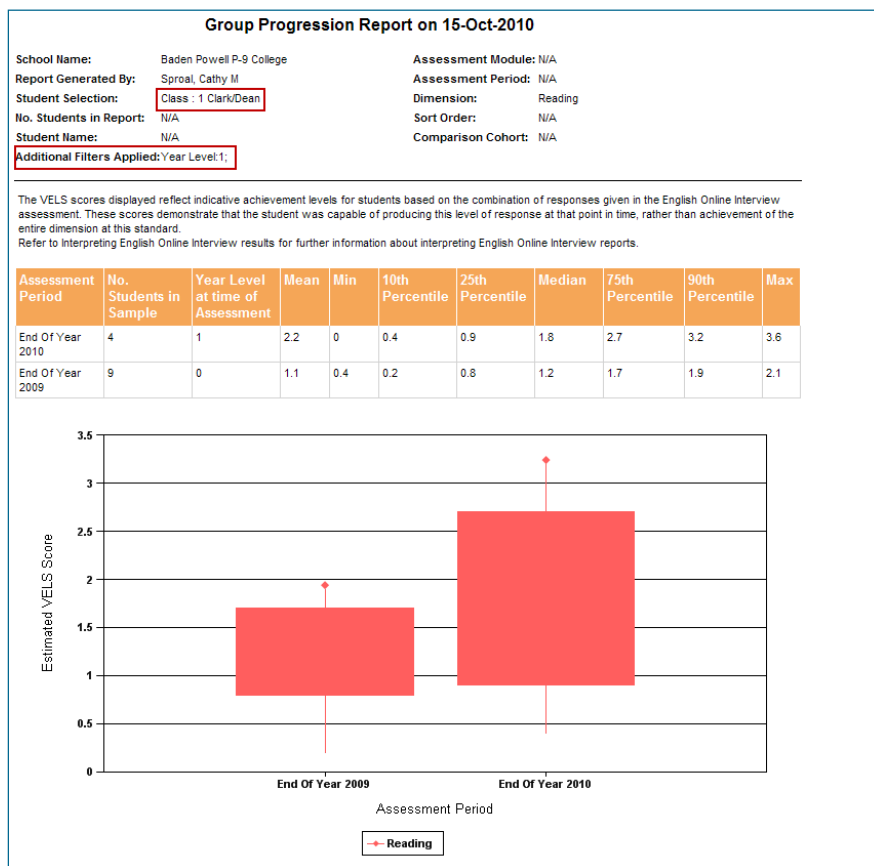 Group Progression Report on 15-Oct-2010
School Name: Baden Powell P-9 College Assessment Module: N/A
Report Generated By: Sproal, Cathy M Assessment Period: N/A
Student Selection: Class : 1 Clark/Dean Dimension: Reading
No. Students in Report: N/A Sort Order: N/A
Student Name: N/A Comparison Cohort: N/A
Additional Filters Applied: Year Level:1;
The VELS scores displayed reflect indicative achievement levels for students based on the combination of responses given in the English Online Interview
assessment. These scores demonstrate that the student was capable of producing this level of response at that point in time, rather than achievement of the
entire dimension at this standard.
Refer to Interpreting English Online Interview results for further information about interpreting English Online Interview reports.
Assessment Period No. Students in Sample Year Level at time of Assessment Mean Min 10th Percentile 25th Percentile Median 75th Percentile 90th Percentile Max
End Of Year 2010 4 1 2.2 0 0.4 0.9 1.8 2.7 3.2 3.6
End Of Year 2009 9 0 1.1 0.4 0.2 0.8 1.2 1.7 1.9 2.1
3.5
3
2.5
2
1.5
1
0.5
0
Estimated VELS Score
End Of Year 2009 End Of Year 2010
Assessment Period
Reading